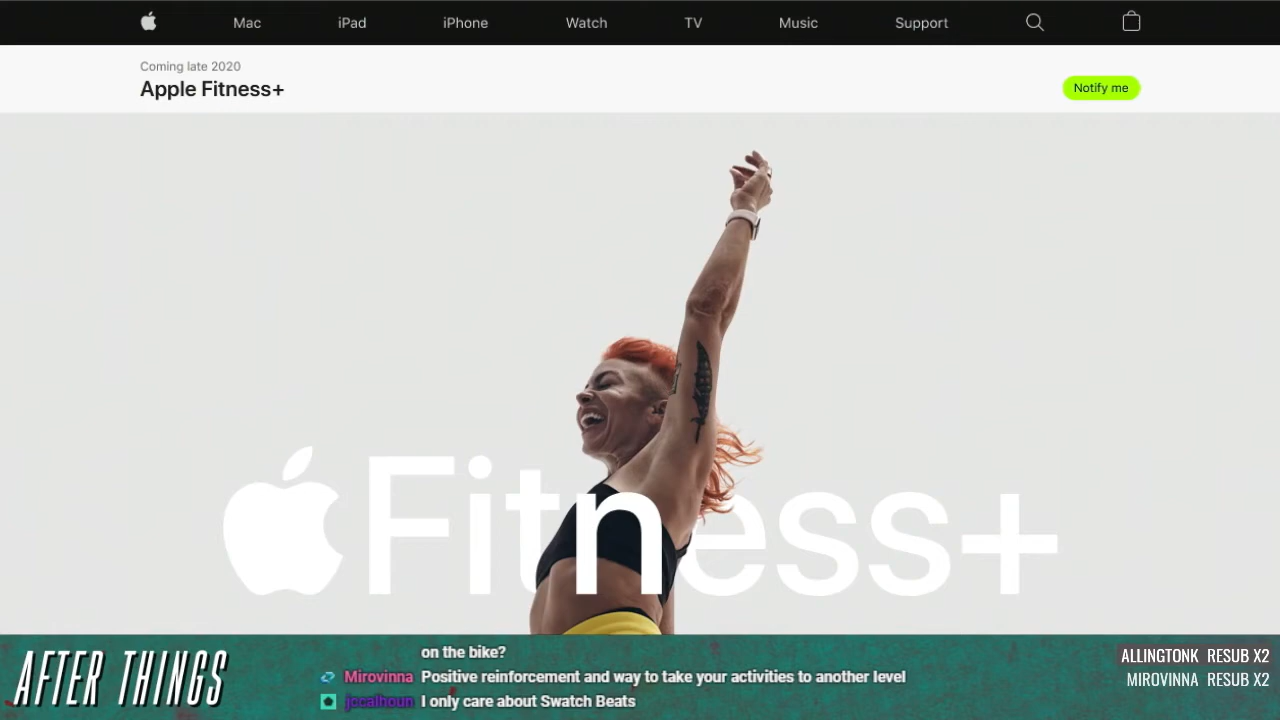 Mac iPad iPhone Watch TV Music Support
Coming late 2020
Apple Fitness+
Notify me
Fitness+
AFTER THINGS
on the bike?
Mirovinna Positive reinforcement and way to take your activities to another level
jccalhoun I only care about Swatch Beats
ALLINGTONK RESUB X2
MIROVINNA RESUB X2